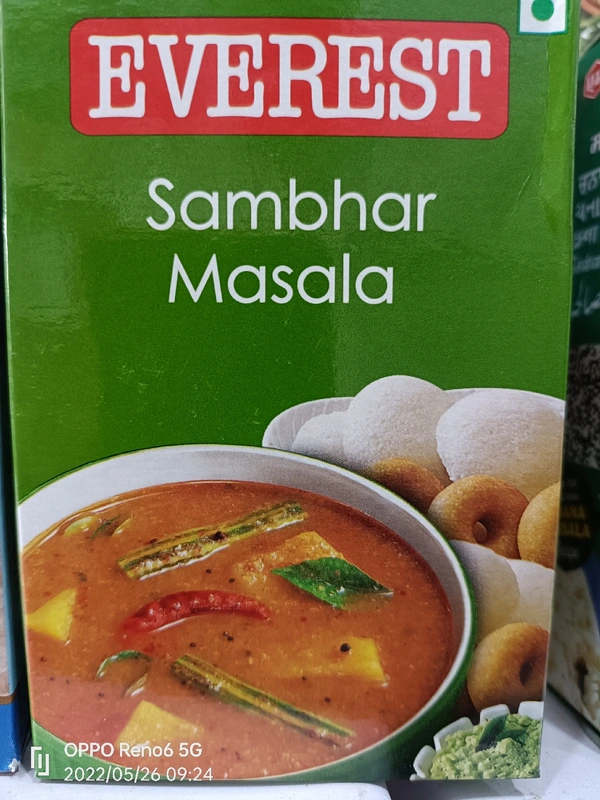 EVEREST
Sambhar
Masala
OPPO Reno6 5G
2022/05/26 09:24